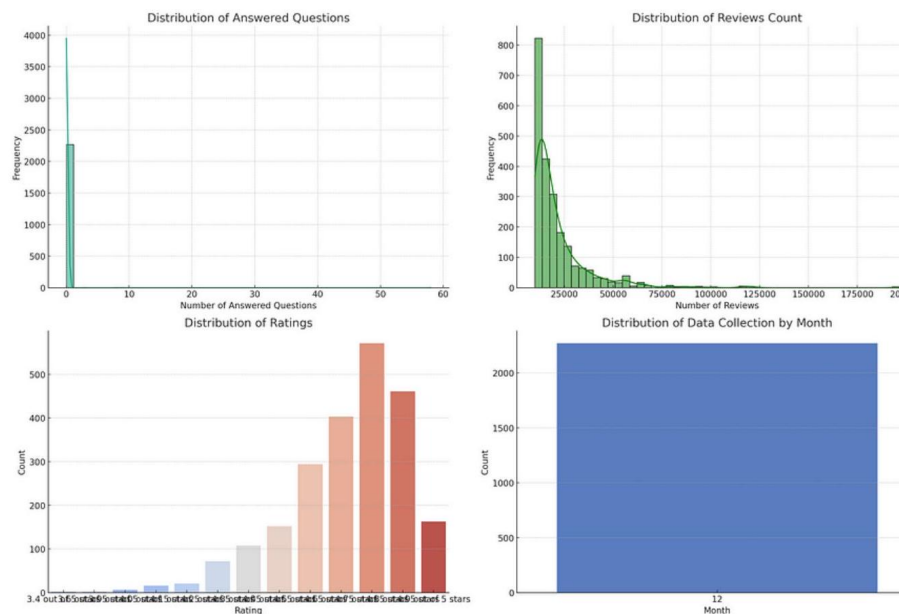 Distribution of Answered Questions
4000
3500
3000
2500
2000
1500
1000
500
0
Frequency
0 10 20 30 40 50 60
Number of Answered Questions
Distribution of Reviews Count
800
700
600
500
400
300
200
100
0
Frequency
25000 50000 75000 100000 125000 150000 175000
Number of Reviews
Distribution of Ratings
500
400
300
200
100
0
Count
3.4 out
5 stars
Rating
Distribution of Data Collection by Month
2000
1500
1000
500
0
Count
12
Month